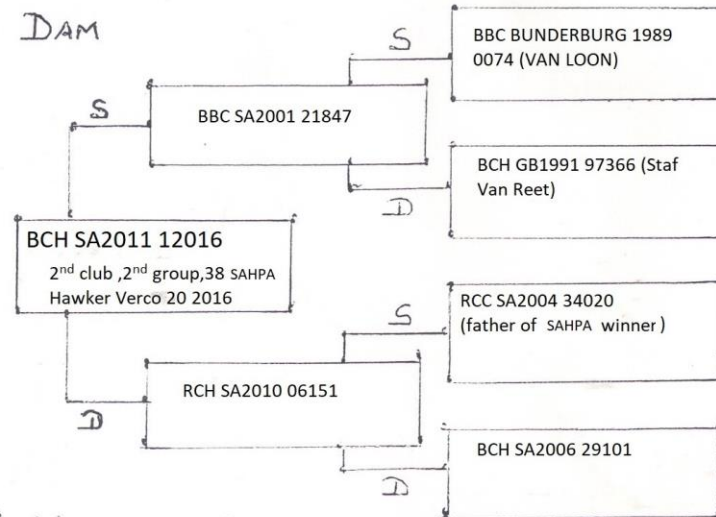 DAM
S
BBC BUNDERBURG 1989
0074 (VAN LOON)
S
BBC SA2001 21847
D
BCH GB1991 97366 (Staf
Van Reet)
BCH SA2011 12016
2nd club ,2nd group,38 SAHPA
Hawker Verco 20 2016
S
RCC SA2004 34020
(father of SAHPA winner )
D
RCH SA2010 06151
D
BCH SA2006 29101